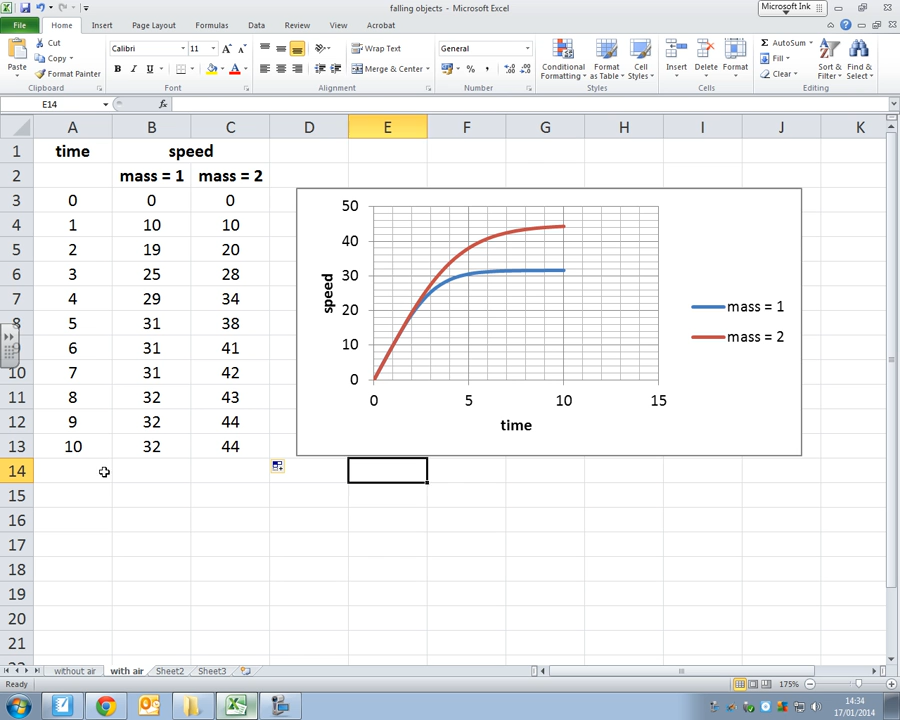 falling objects - Microsoft Excel
Microsoft Ink
File Home Insert Page Layout Formulas Data Review View Acrobat
Paste
Cut
Copy
Format Painter
Clipboard
Calibri 11
B I U
Font
Wrap Text
Merge & Center
Alignment
General
Number
Conditional Formatting
Format as Table
Cell Styles
Styles
Insert Delete Format
Cells
AutoSum
Fill
Clear
Sort & Filter
Find & Select
Editing
E14 fx
A B C D E F G H I J K
1 time speed
2 mass = 1 mass = 2
3 0 0 0
4 1 10 10
5 2 19 20
6 3 25 28
7 4 29 34
8 5 31 38
9 6 31 41
10 7 31 42
11 8 32 43
12 9 32 44
13 10 32 44
14
15
16
17
18
19
20
21
50
40
30
20
10
0
speed
0 5 10 15
time
mass = 1
mass = 2
without air with air Sheet2 Sheet3
Ready 175%
14:34
17/01/2014